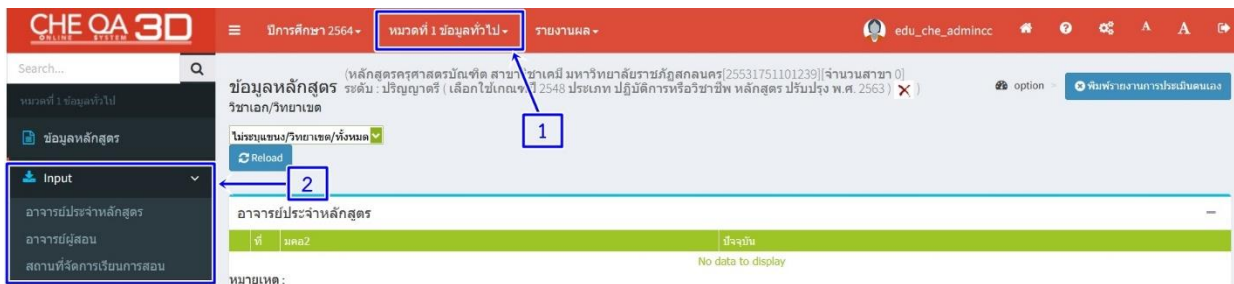 CHE QA 3D
ONLINE SYSTEM
ปีการศึกษา 2564
หมวดที่ 1 ข้อมูลทั่วไป
รายงานผล
edu_che_admincc
A
A
Search...
หมวดที่ 1 ข้อมูลทั่วไป
ข้อมูลหลักสูตร
Input
อาจารย์ประจำหลักสูตร
อาจารย์ผู้สอน
สถานที่จัดการเรียนการสอน
2
1
ข้อมูลหลักสูตร
(หลักสูตรครุศาสตรบัณฑิต สาขาวิชาเคมี มหาวิทยาลัยราชภัฏสกลนคร[25531751101239][จำนวนสาขา 0]
ระดับ : ปริญญาตรี ( เลือกใช้เกณฑ์ปี 2548 ประเภท ปฏิบัติการหรือวิชาชีพ หลักสูตร ปรับปรุง พ.ศ. 2563 ) X )
วิชาเอก/วิทยาเขต
option >
พิมพ์รายงานการประเมินตนเอง
ไม่ระบุแขนง/วิทยาเขต/ทั้งหมด
Reload
อาจารย์ประจำหลักสูตร
ที่ มคอ2 ปัจจุบัน
No data to display
หมายเหตุ :